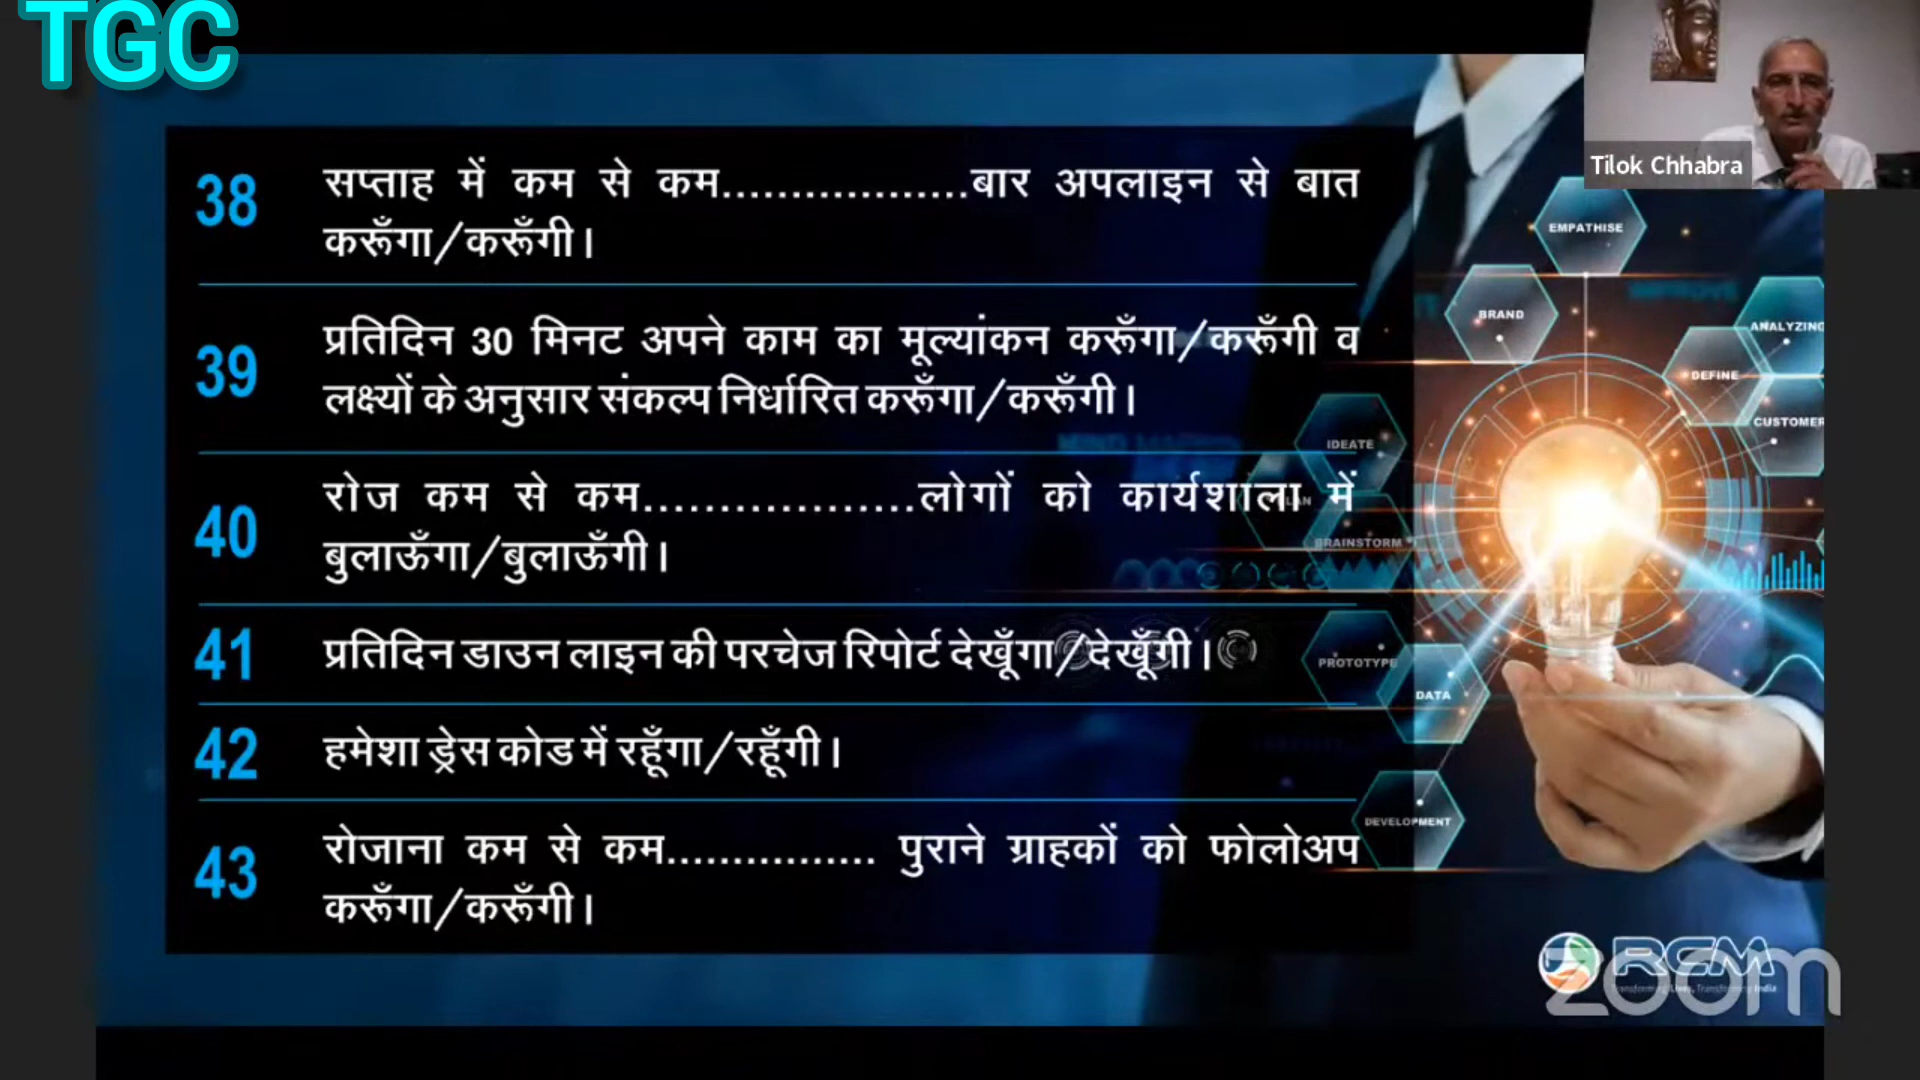 TGC
Tilok Chhabra
38
सप्ताह में कम से कम..................बार अपलाइन से बात
करूँगा/करूँगी।
39
प्रतिदिन 30 मिनट अपने काम का मूल्यांकन करूँगा/करूँगी व
लक्ष्यों के अनुसार संकल्प निर्धारित करूँगा/करूँगी।
40
रोज कम से कम..................लोगों को कार्यशाला में
बुलाऊँगा/बुलाऊँगी।
41
प्रतिदिन डाउन लाइन की परचेज रिपोर्ट देखूँगा/देखूँगी।
42
हमेशा ड्रेस कोड में रहूँगा/रहूँगी।
43
रोजाना कम से कम................ पुराने ग्राहकों को फोलोअप
करूँगा/करूँगी।
EMPATHISE
BRAND
ANALYZING
DEFINE
CUSTOMER
IDEATE
BRAINSTORM
PROTOTYPE
DATA
DEVELOPMENT
RCM
zoom